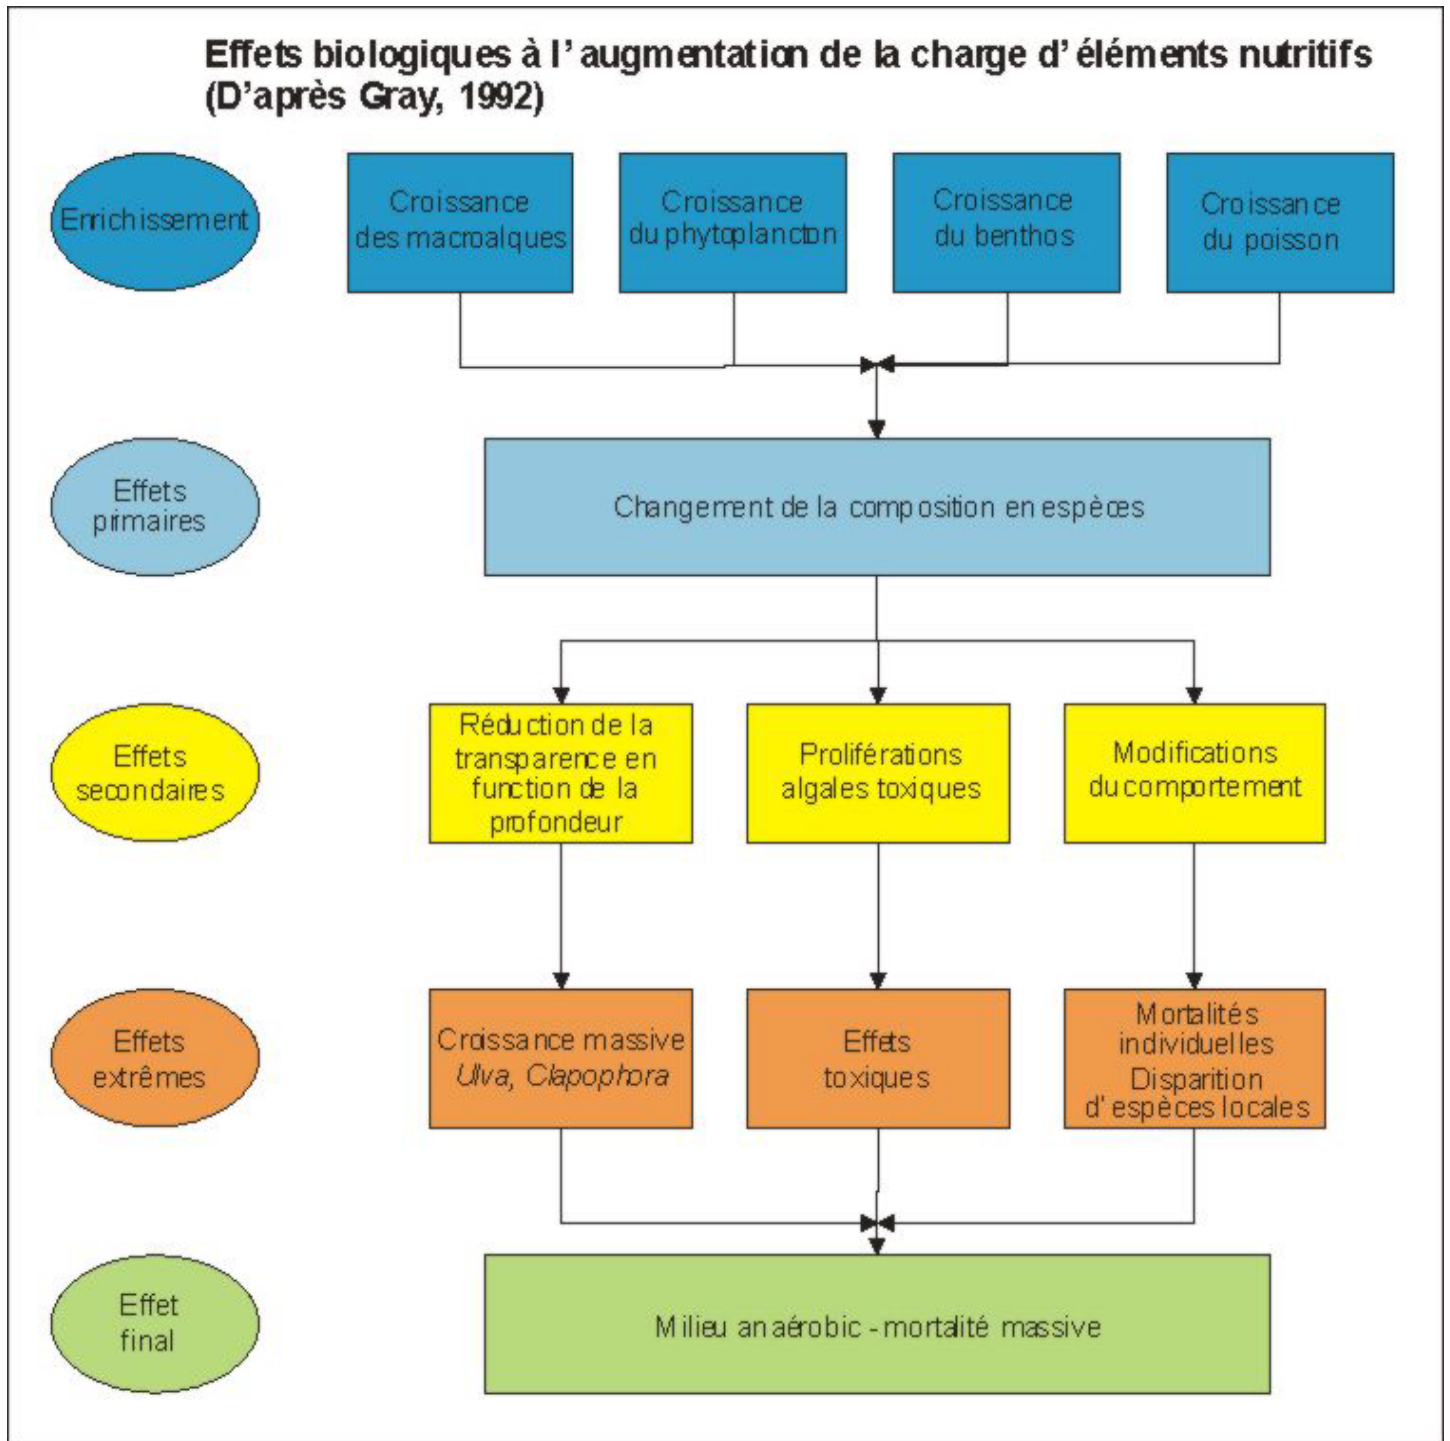 Effets biologiques à l'augmentation de la charge d'éléments nutritifs
(D'après Gray, 1992)
Enrichissement
Croissance
des macroalques
Croissance
du phytoplancton
Croissance
du benthos
Croissance
du poisson
Effets
primaires
Changement de la composition en espèces
Effets
secondaires
Réduction de la
transparence en
function de la
profondeur
Proliférations
algales toxiques
Modifications
du comportement
Effets
extrêmes
Croissance massive
Ulva, Clapophora
Effets
toxiques
Mortalités
individuelles
Disparition
d'espèces locales
Effet
final
Milieu anaérobic - mortalité massive